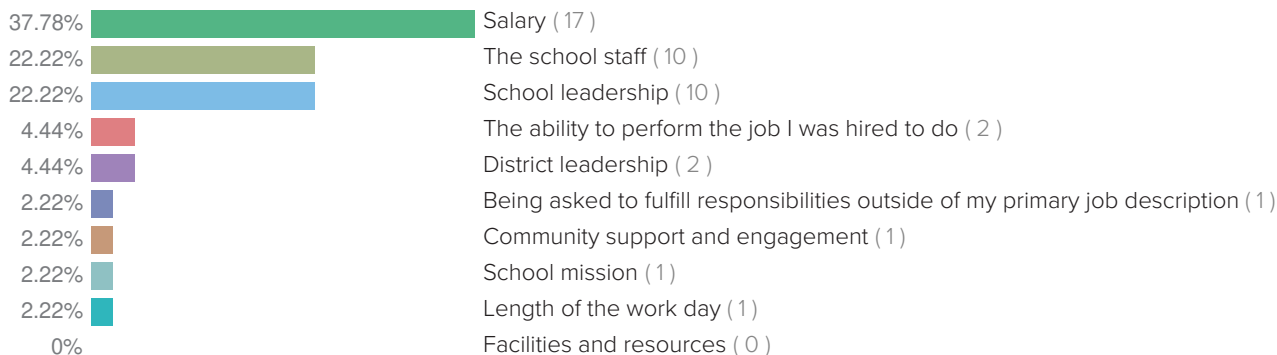 37.78% Salary ( 17 )
22.22% The school staff ( 10 )
22.22% School leadership ( 10 )
4.44% The ability to perform the job I was hired to do ( 2 )
4.44% District leadership ( 2 )
2.22% Being asked to fulfill responsibilities outside of my primary job description ( 1 )
2.22% Community support and engagement ( 1 )
2.22% School mission ( 1 )
2.22% Length of the work day ( 1 )
0% Facilities and resources ( 0 )